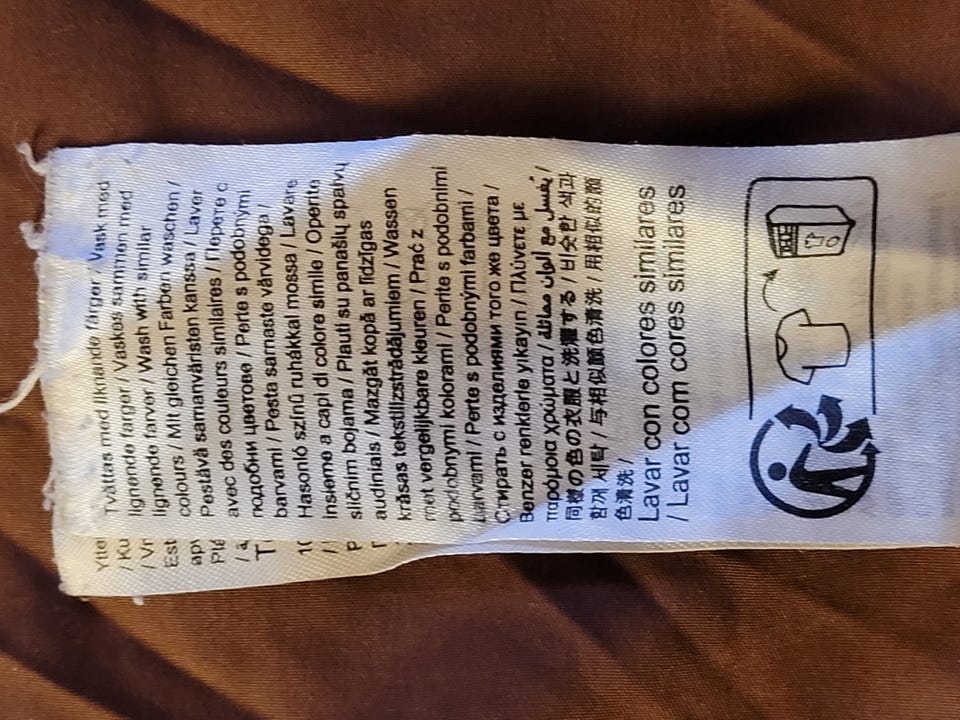 Tvättas med liknande färger / Vask med
lignende farger / Vaskes sammen med
lignende farver / Wash with similar
colours / Mit gleichen Farben waschen /
Pestävä samanväristen kanssa / Laver
avec des couleurs similaires / Перете с
подобни цветове / Perte s podobnými
barvami / Pesta sarnaste värvidega /
Hasonló színű ruhákkal mossa / Lavare
insieme a capi di colore simile / Operite
sličnim bojama / Plauti su panašių spalvų
audiniais / Mazgāt kopā ar līdzīgas
krāsas tekstilizstrādājumiem / Wassen
met vergelijkbare kleuren / Prać z
podobnymi kolorami / Perite s podobnimi
barvami / Perte s podobnými farbami /
Стирать с изделиями того же цвета /
Benzer renklerle yıkayın / Πλύνετε με
παρόμοια χρώματα / يُغسل مع ألوان مماثلة /
同様の色の衣服と洗濯する / 비슷한 색과
함께 세탁 / 与相似颜色清洗 / 用相似的顏
色清洗 /
Lavar con colores similares
/ Lavar com cores similares